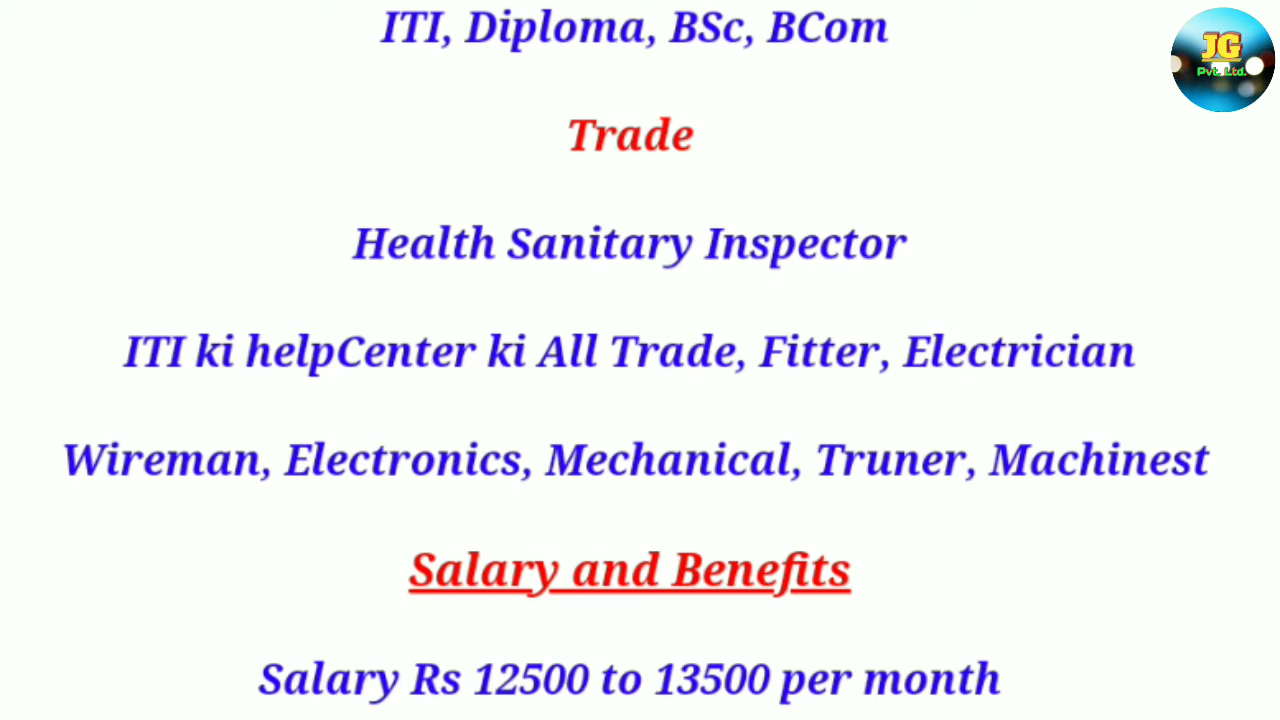 ITI, Diploma, BSc, BCom
JG
Pvt. Ltd.
Trade
Health Sanitary Inspector
ITI ki helpCenter ki All Trade, Fitter, Electrician
Wireman, Electronics, Mechanical, Truner, Machinest
Salary and Benefits
Salary Rs 12500 to 13500 per month